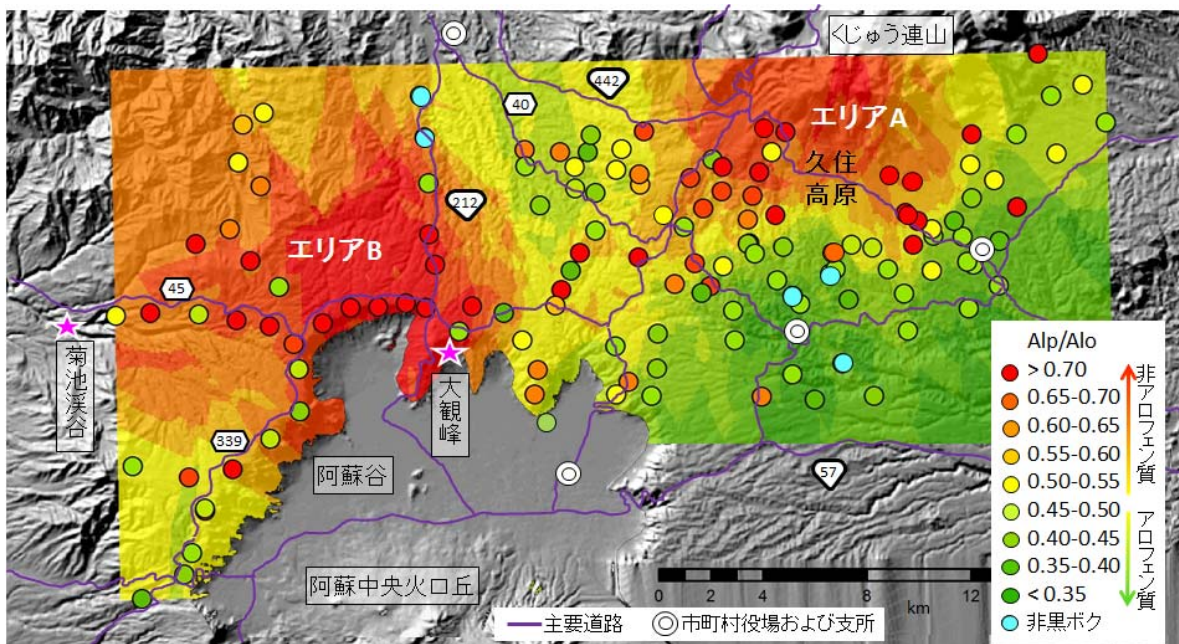 くじゅう連山
442
40
エリアA
久住
高原
212
エリアB
45
菊池渓谷
大観峰
339
阿蘇谷
57
阿蘇中央火口丘
Alp/Alo
> 0.70
0.65-0.70
0.60-0.65
0.55-0.60
0.50-0.55
0.45-0.50
0.40-0.45
0.35-0.40
< 0.35
非黒ボク
非アロフェン質
アロフェン質
0 2 4 6 8 12
km
主要道路 市町村役場および支所